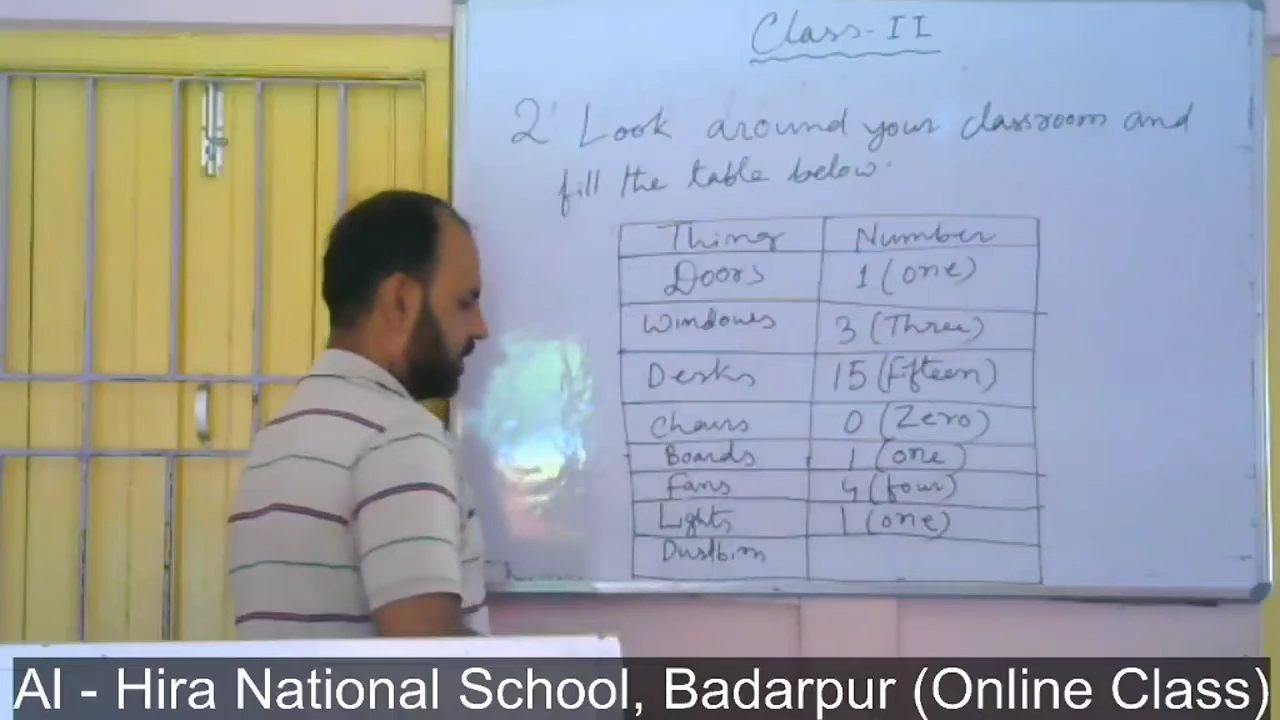 Class-II
2. Look around your classroom and
fill the table below.
Things Number
Doors 1 (one)
Windows 3 (Three)
Desks 15 (Fifteen)
Chairs 0 (Zero)
Boards 1 (one)
Fans 4 (four)
Lights 1 (one)
Dustbin
Al - Hira National School, Badarpur (Online Class)